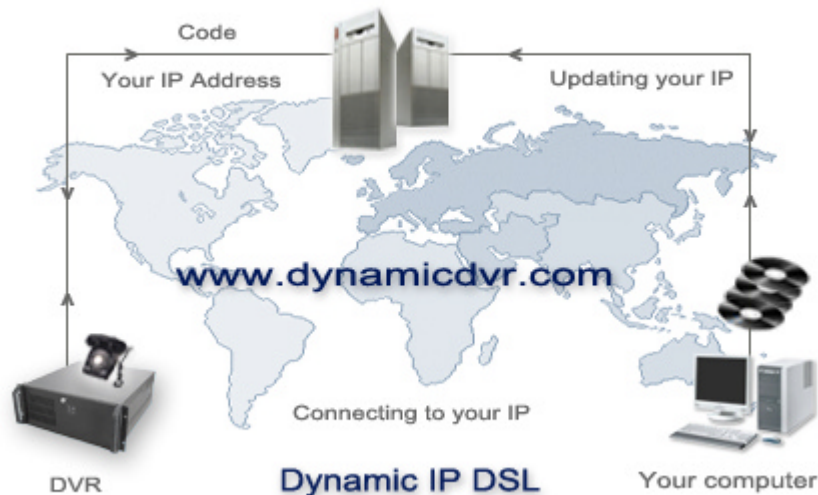 Code
Your IP Address
Updating your IP
www.dynamicdvr.com
Connecting to your IP
DVR
Dynamic IP DSL
Your computer